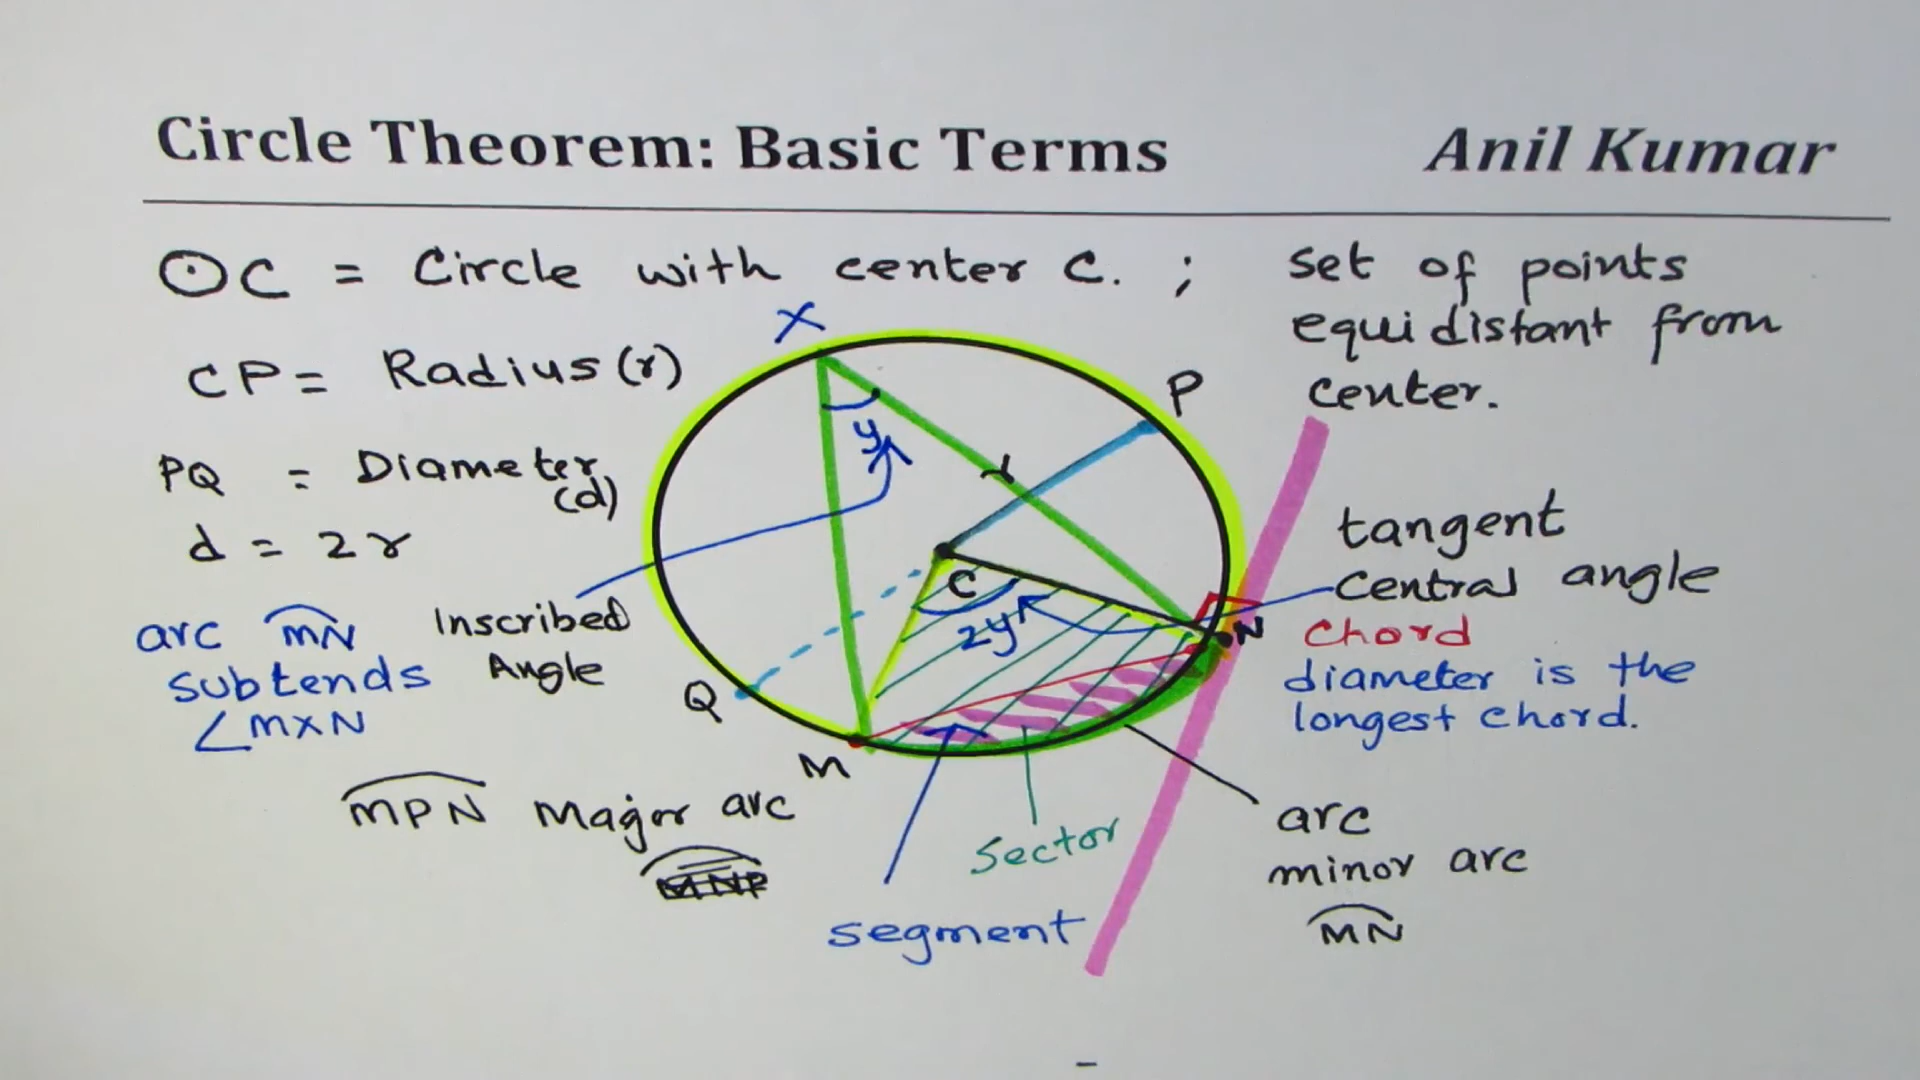 Circle Theorem: Basic Terms
Anil Kumar
⊙C = Circle with center C. ;
set of points
equidistant from
center.
CP = Radius (r)
PQ = Diameter
(d)
d = 2r
arc MN
subtends
∠MXN
Inscribed
Angle
MPN Major arc
X
P
y
C
2y
N
Q
M
tangent
Central angle
Chord
diameter is the
longest chord.
Sector
segment
arc
minor arc
MN